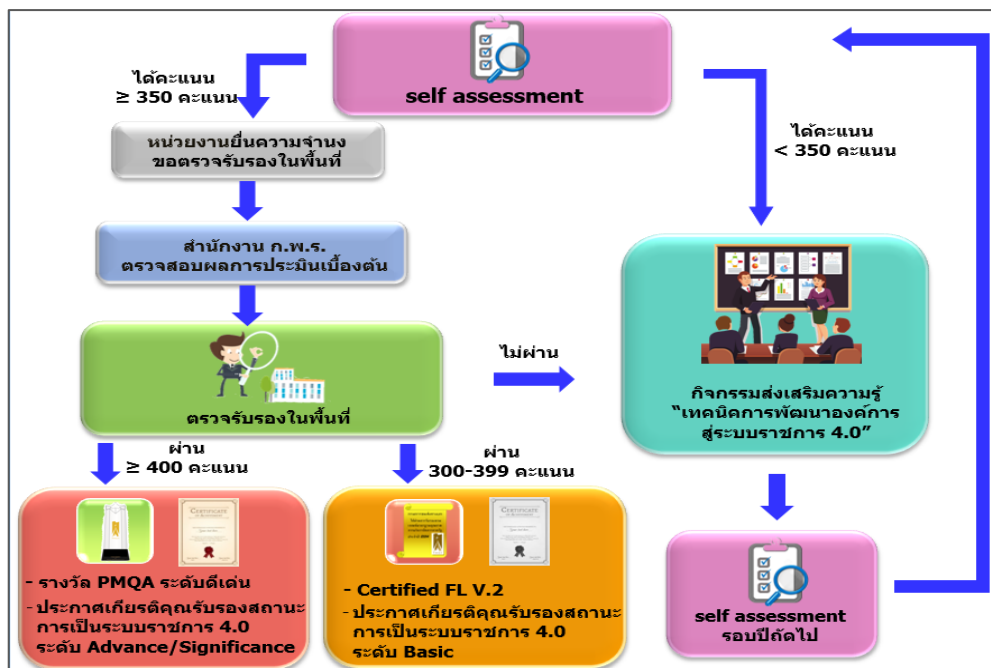 self assessment
ได้คะแนน
≥ 350 คะแนน
ได้คะแนน
< 350 คะแนน
หน่วยงานยื่นความจำนง
ขอตรวจรับรองในพื้นที่
สำนักงาน ก.พ.ร.
ตรวจสอบผลการประมินเบื้องต้น
ตรวจรับรองในพื้นที่
ไม่ผ่าน
กิจกรรมส่งเสริมความรู้
“เทคนิคการพัฒนาองค์การ
สู่ระบบราชการ 4.0”
ผ่าน
≥ 400 คะแนน
ผ่าน
300-399 คะแนน
CERTIFICATE
- รางวัล PMQA ระดับดีเด่น
- ประกาศเกียรติคุณรับรองสถานะ
การเป็นระบบราชการ 4.0
ระดับ Advance/Significance
CERTIFICATE
- Certified FL V.2
- ประกาศเกียรติคุณรับรองสถานะ
การเป็นระบบราชการ 4.0
ระดับ Basic
self assessment
รอบปีถัดไป